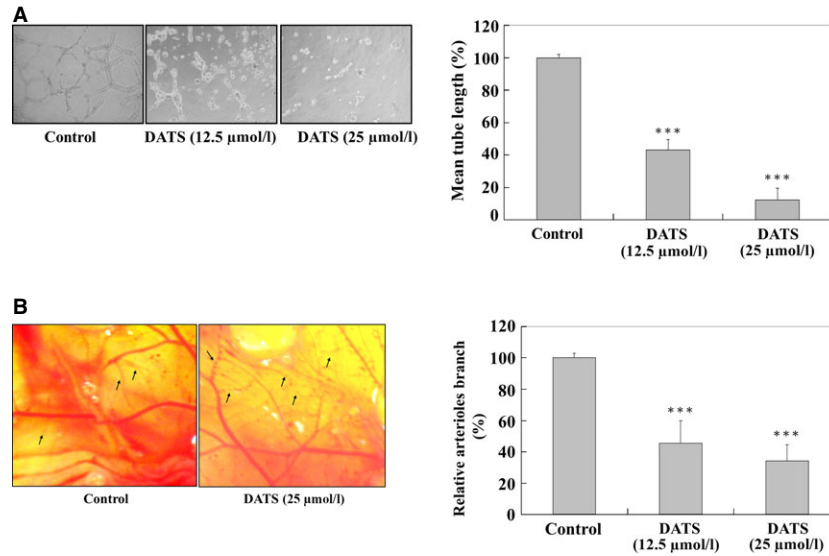 A
Control
DATS (12.5 µmol/l)
DATS (25 µmol/l)
Mean tube length (%)
120
100
80
60
40
20
0
***
***
Control
DATS
(12.5 µmol/l)
DATS
(25 µmol/l)
B
Control
DATS (25 µmol/l)
Relative arterioles branch
(%)
120
100
80
60
40
20
0
***
***
Control
DATS
(12.5 µmol/l)
DATS
(25 µmol/l)